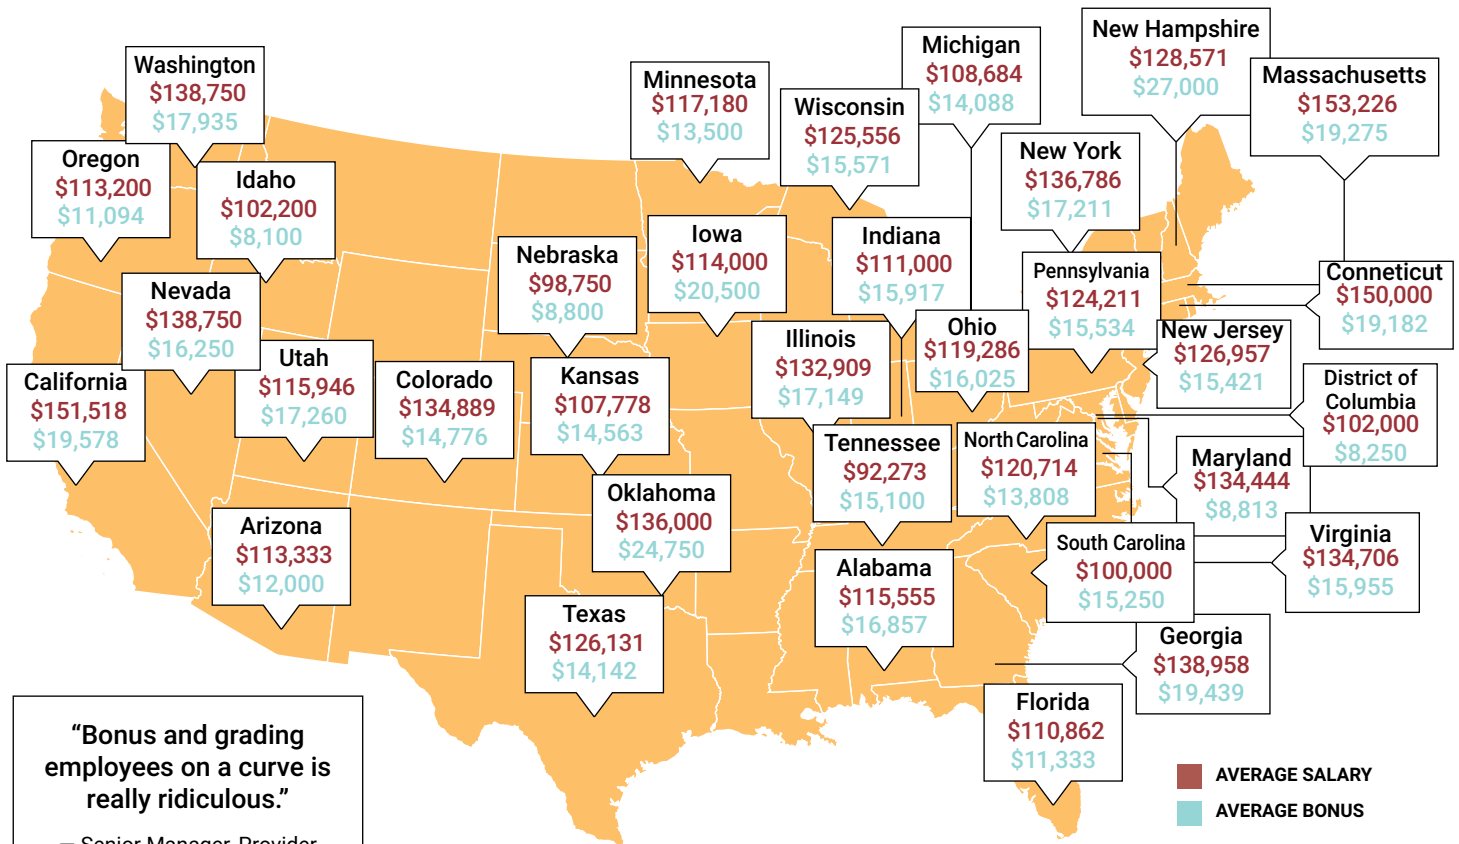 Washington
$138,750
$17,935
Oregon
$113,200
$11,094
Idaho
$102,200
$8,100
Nevada
$138,750
$16,250
California
$151,518
$19,578
Utah
$115,946
$17,260
Colorado
$134,889
$14,776
Arizona
$113,333
$12,000
Nebraska
$98,750
$8,800
Kansas
$107,778
$14,563
Oklahoma
$136,000
$24,750
Texas
$126,131
$14,142
Minnesota
$117,180
$13,500
Iowa
$114,000
$20,500
Wisconsin
$125,556
$15,571
Illinois
$132,909
$17,149
Michigan
$108,684
$14,088
Indiana
$111,000
$15,917
Ohio
$119,286
$16,025
Tennessee
$92,273
$15,100
Alabama
$115,555
$16,857
New Hampshire
$128,571
$27,000
Massachusetts
$153,226
$19,275
New York
$136,786
$17,211
Pennsylvania
$124,211
$15,534
Conneticut
$150,000
$19,182
New Jersey
$126,957
$15,421
District of
Columbia
$102,000
$8,250
Maryland
$134,444
$8,813
North Carolina
$120,714
$13,808
Virginia
$134,706
$15,955
South Carolina
$100,000
$15,250
Georgia
$138,958
$19,439
Florida
$110,862
$11,333
“Bonus and grading
employees on a curve is
really ridiculous.”
— Senior Manager, Provider
AVERAGE SALARY
AVERAGE BONUS